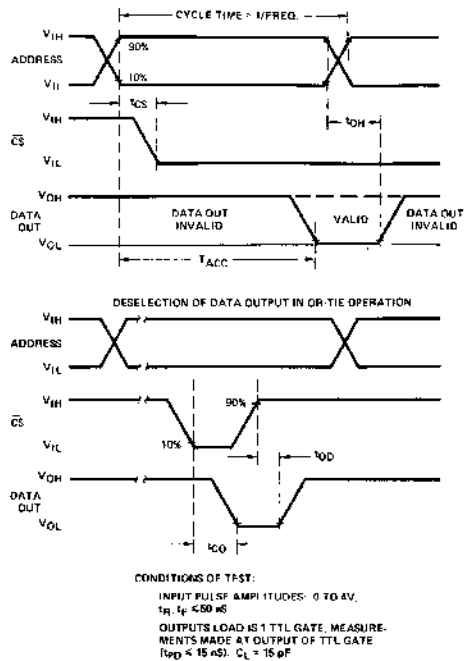 CYCLE TIME = 1/FREQ.
VIH
ADDRESS
VIL
90%
10%
tCS
tOH
VIH
CS
VIL
VOH
DATA OUT
VOL
DATA OUT INVALID
VALID
DATA OUT INVALID
TACC
DESELECTION OF DATA OUTPUT IN OR-TIE OPERATION
VIH
ADDRESS
VIL
VIH
CS
VIL
90%
10%
tOD
VOH
DATA OUT
VOL
tCO
CONDITIONS OF TEST:
INPUT PULSE AMPLITUDES: 0 TO 4V,
tR, tF ≤50 nS
OUTPUTS LOAD IS 1 TTL GATE, MEASURE-
MENTS MADE AT OUTPUT OF TTL GATE
(tPD ≤ 15 nS), CL = 15 pF